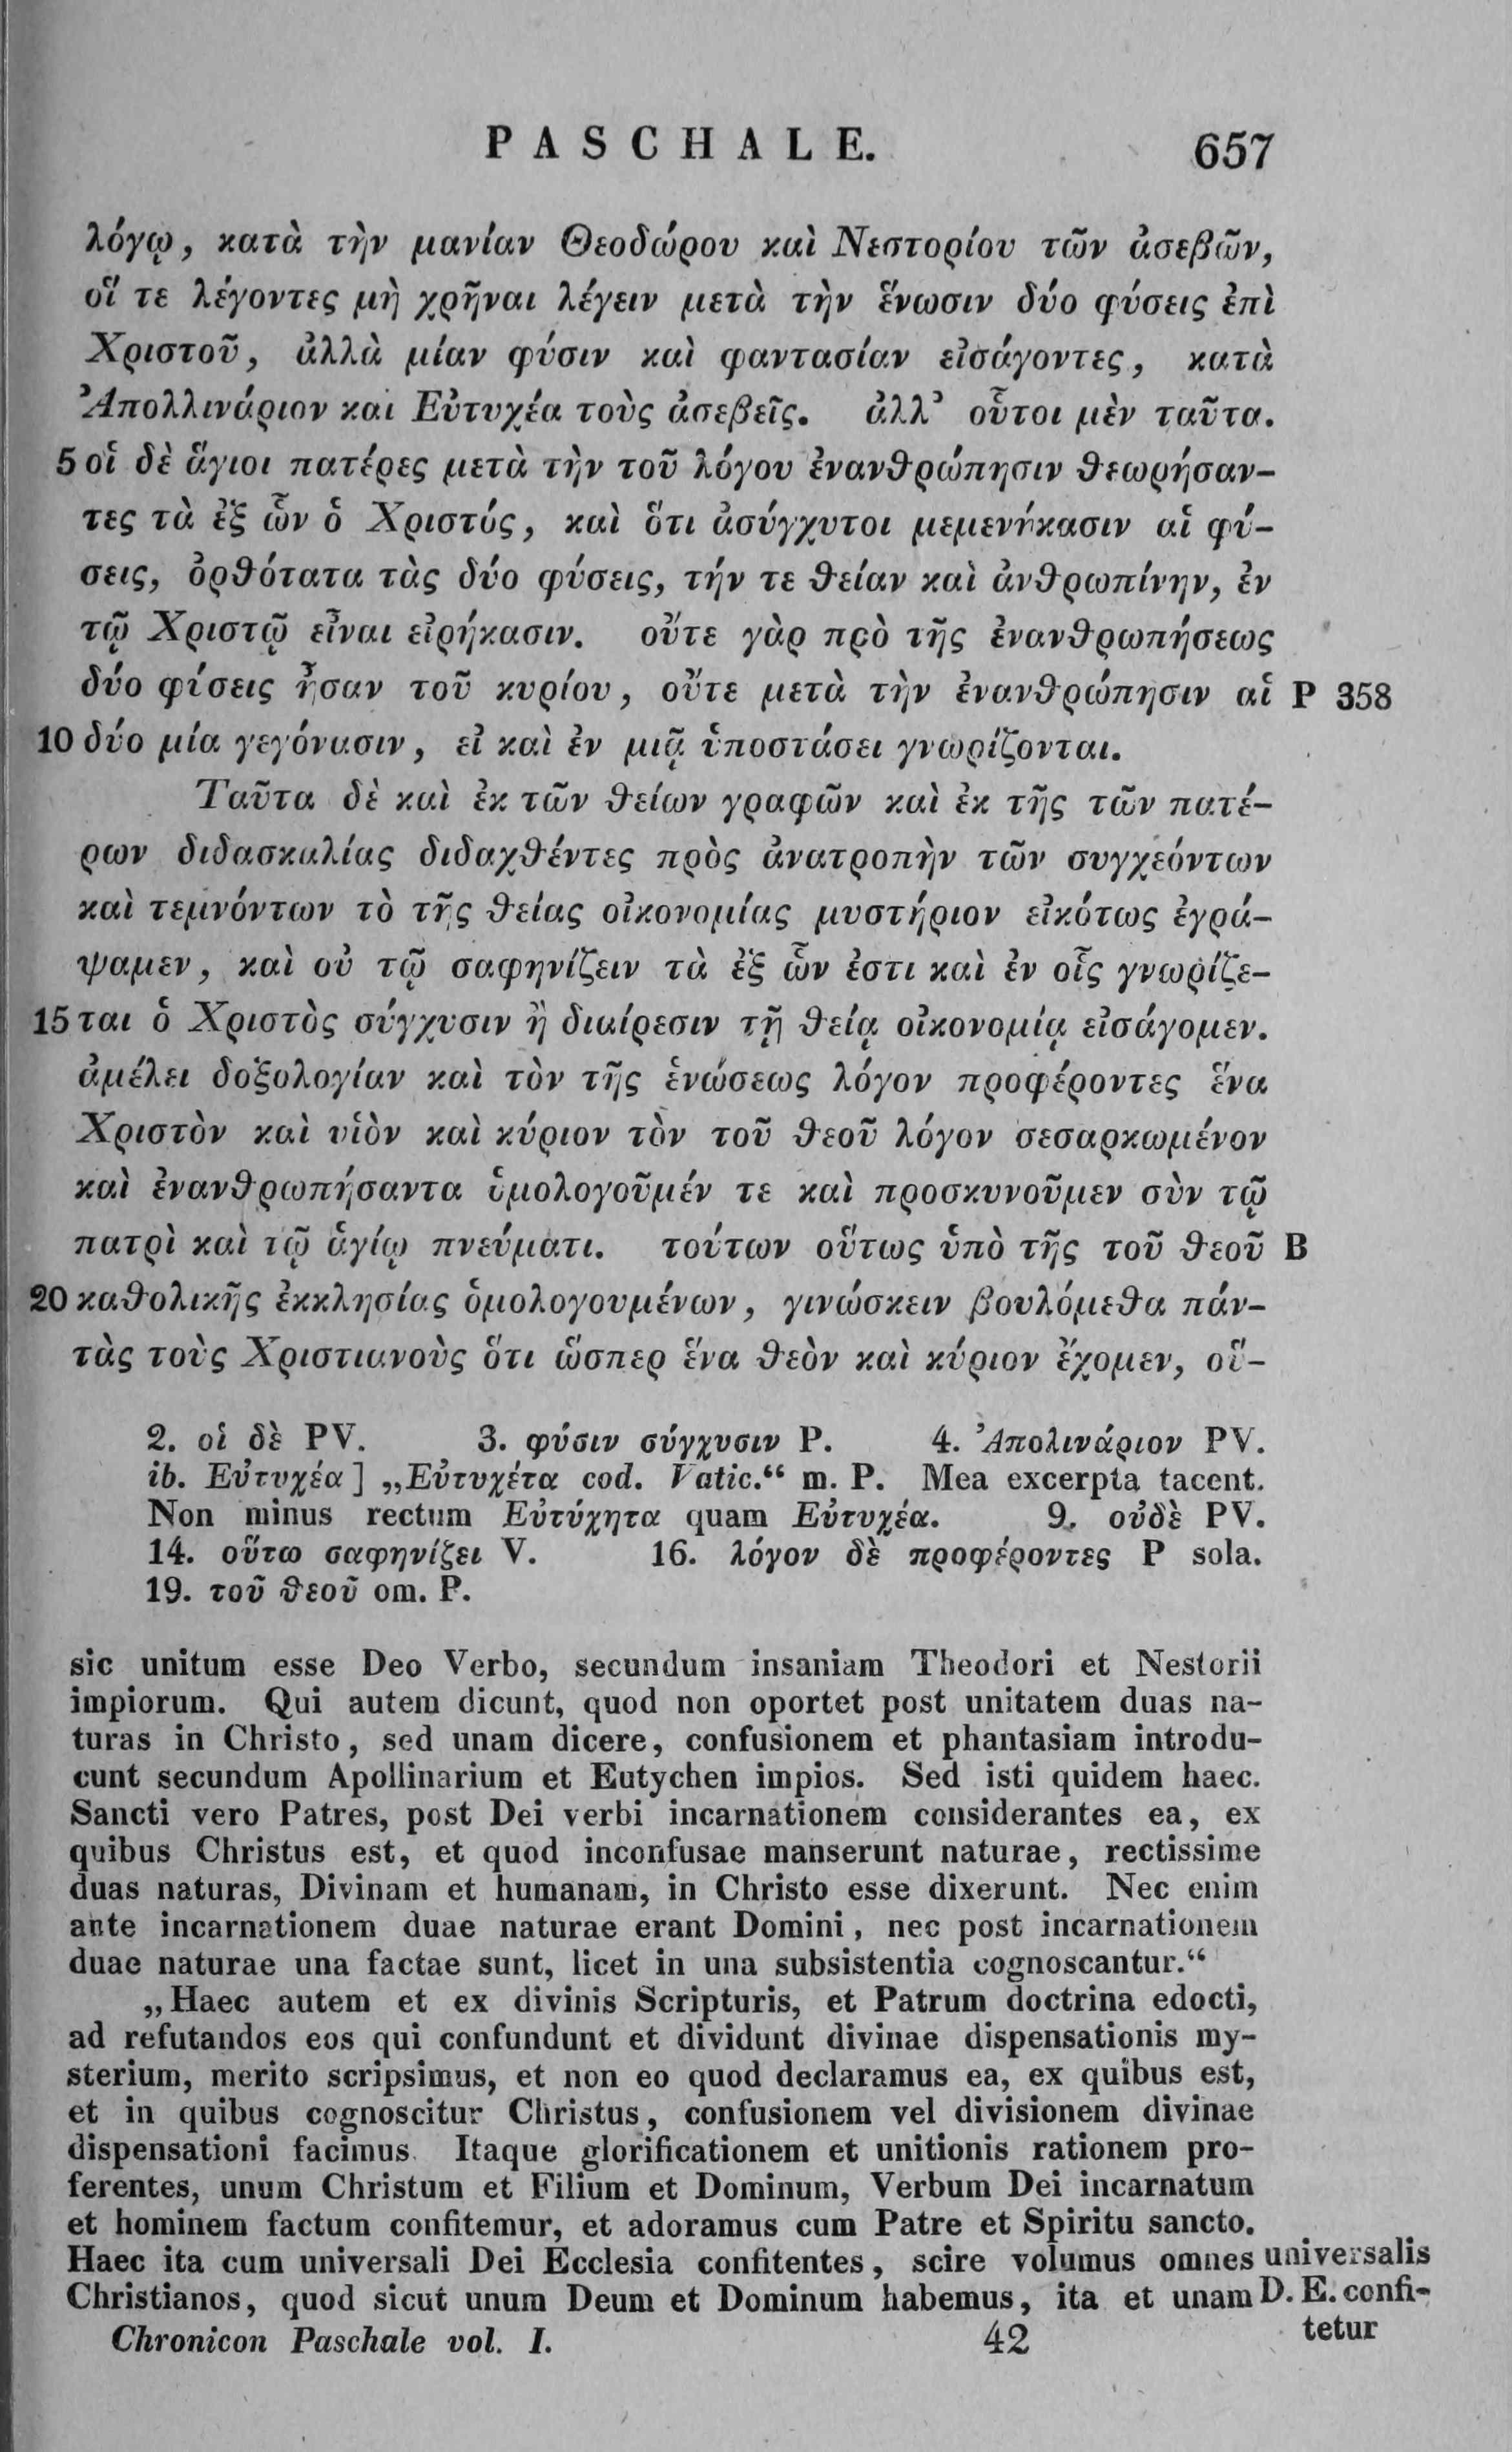 PASCHALE. 657
λόγῳ, κατὰ τὴν μανίαν Θεοδώρου καὶ Νεστορίου τῶν ἀσεβῶν,
οἵ τε λέγοντες μὴ χρῆναι λέγειν μετὰ τὴν ἕνωσιν δύο φύσεις ἐπὶ
Χριστοῦ, ἀλλὰ μίαν φύσιν καὶ φαντασίαν εἰσάγοντες, κατὰ
Ἀπολλινάριον και Εὐτυχέα τοὺς ἀσεβεῖς. ἀλλ’ οὗτοι μὲν ταῦτα.
5 οἱ δὲ ἅγιοι πατέρες μετὰ τὴν τοῦ λόγου ἐνανθρώπησιν θεωρήσαν-
τες τὰ ἐξ ὧν ὁ Χριστός, καὶ ὅτι ἀσύγχυτοι μεμενήκασιν αἱ φύ-
σεις, ὀρθότατα τὰς δύο φύσεις, τήν τε θείαν καὶ ἀνθρωπίνην, ἐν
τῷ Χριστῷ εἶναι εἰρήκασιν. οὔτε γὰρ πρὸ τῆς ἐνανθρωπήσεως
δύο φύσεις ἦσαν τοῦ κυρίου, οὔτε μετὰ τὴν ἐνανθρώπησιν αἱ P 358
10 δύο μία γεγόνασιν, εἰ καὶ ἐν μιᾷ ὑποστάσει γνωρίζονται.
Ταῦτα δὲ καὶ ἐκ τῶν θείων γραφῶν καὶ ἐκ τῆς τῶν πατέ-
ρων διδασκαλίας διδαχθέντες πρὸς ἀνατροπὴν τῶν συγχεόντων
καὶ τεμνόντων τὸ τῆς θείας οἰκονομίας μυστήριον εἰκότως ἐγρά-
ψαμεν, καὶ οὐ τῷ σαφηνίζειν τὰ ἐξ ὧν ἐστι καὶ ἐν οἷς γνωρίζε-
15 ται ὁ Χριστὸς σύγχυσιν ἢ διαίρεσιν τῇ θείᾳ οἰκονομίᾳ εἰσάγομεν.
ἀμέλει δοξολογίαν καὶ τὸν τῆς ἑνώσεως λόγον προφέροντες ἕνα
Χριστὸν καὶ υἱὸν καὶ κύριον τὸν τοῦ θεοῦ λόγον σεσαρκωμένον
καὶ ἐνανθρωπήσαντα ὁμολογοῦμέν τε καὶ προσκυνοῦμεν σὺν τῷ
πατρὶ καὶ τῷ ἁγίῳ πνεύματι. τούτων οὕτως ὑπὸ τῆς τοῦ θεοῦ B
20 καθολικῆς ἐκκλησίας ὁμολογουμένων, γινώσκειν βουλόμεθα πάν-
τὰς τοὺς Χριστιανοὺς ὅτι ὥσπερ ἕνα θεὸν καὶ κύριον ἔχομεν, οὕ-
2. οἱ δὲ PV. 3. φύσιν σύγχυσιν P. 4. Ἀπολινάριον PV.
ib. Εὐτυχέα] „Εὐτυχέτα cod. Vatic.“ m. P. Mea excerpta tacent.
Non minus rectum Εὐτύχητα quam Εὐτυχέα. 9. οὐδὲ PV.
14. οὕτω σαφηνίζει V. 16. λόγον δὲ προφέροντες P sola.
19. τοῦ θεοῦ om. P.
sic unitum esse Deo Verbo, secundum insaniam Theodori et Nestorii
impiorum. Qui autem dicunt, quod non oportet post unitatem duas na-
turas in Christo, sed unam dicere, confusionem et phantasiam introdu-
cunt secundum Apollinarium et Eutychen impios. Sed isti quidem haec.
Sancti vero Patres, post Dei verbi incarnationem considerantes ea, ex
quibus Christus est, et quod inconfusae manserunt naturae, rectissime
duas naturas, Divinam et humanam, in Christo esse dixerunt. Nec enim
ante incarnationem duae naturae erant Domini, nec post incarnationem
duae naturae una factae sunt, licet in una subsistentia cognoscantur.“
„Haec autem et ex divinis Scripturis, et Patrum doctrina edocti,
ad refutandos eos qui confundunt et dividunt divinae dispensationis my-
sterium, merito scripsimus, et non eo quod declaramus ea, ex quibus est,
et in quibus cognoscitur Christus, confusionem vel divisionem divinae
dispensationi facimus. Itaque glorificationem et unitionis rationem pro-
ferentes, unum Christum et Filium et Dominum, Verbum Dei incarnatum
et hominem factum confitemur, et adoramus cum Patre et Spiritu sancto.
Haec ita cum universali Dei Ecclesia confitentes, scire volumus omnes universalis
Christianos, quod sicut unum Deum et Dominum habemus, ita et unam D. E. confi-
Chronicon Paschale vol. I. 42 tetur